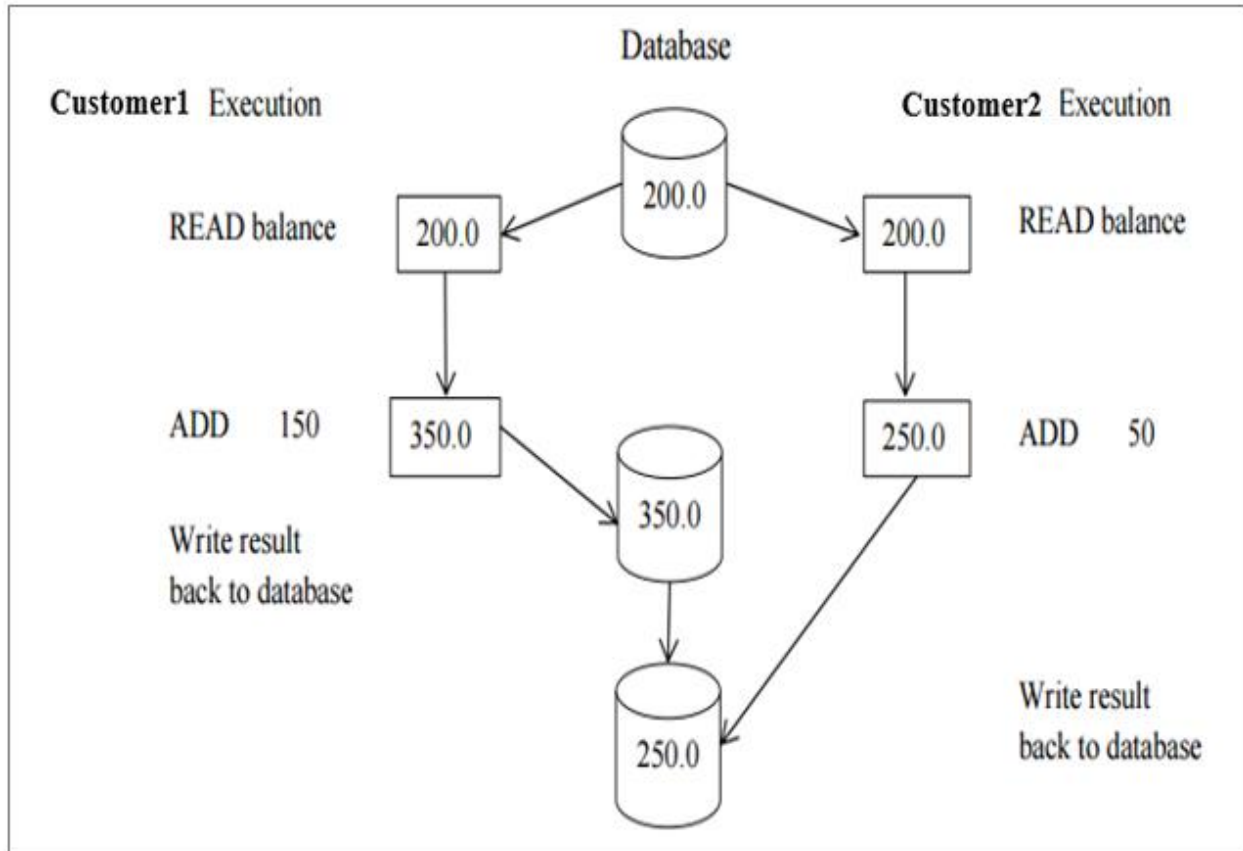 Database
Customer1 Execution
Customer2 Execution
200.0
READ balance
200.0
200.0
READ balance
ADD 150
350.0
250.0
ADD 50
350.0
Write result
back to database
250.0
Write result
back to database